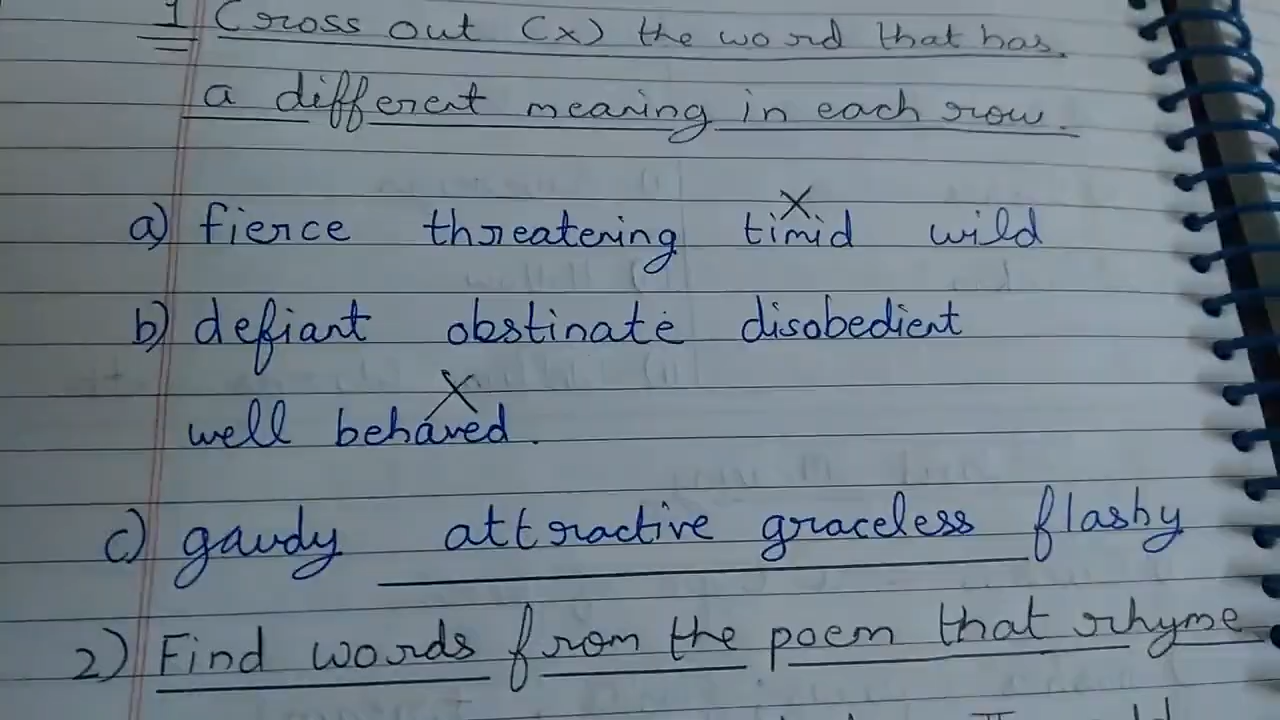 1 Cross out (x) the word that has
a different meaning in each row.
a) fierce threatening timid wild
b) defiant obstinate disobedient
well behaved.
c) gaudy attractive graceless flashy
2) Find words from the poem that rhyme